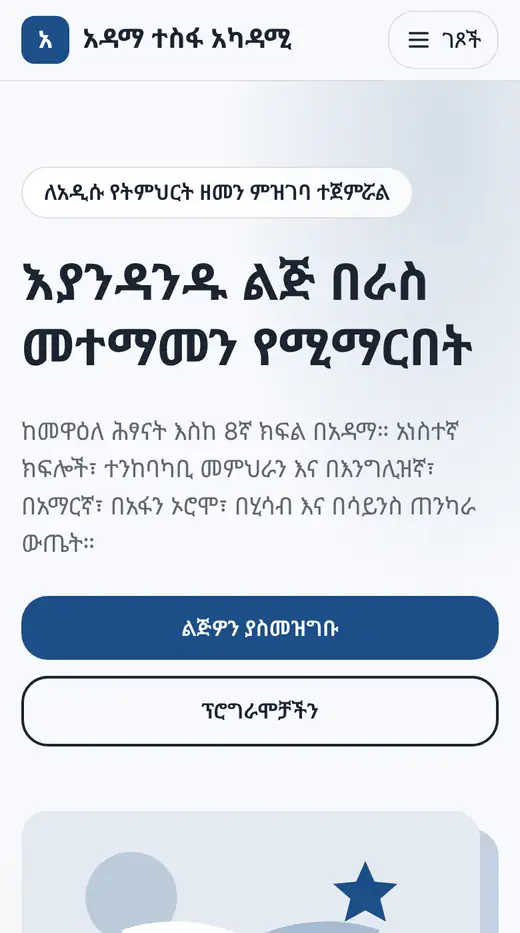 አ
አዳማ ተስፋ አካዳሚ
ገጾች
ለአዲሱ የትምህርት ዘመን ምዝገባ ተጀምሯል
እያንዳንዱ ልጅ በራስ
መተማመን የሚማርበት
ከመዋዕለ ሕፃናት እስከ 8ኛ ክፍል በአዳማ። አነስተኛ
ክፍሎች፣ ተንከባካቢ መምህራን እና በእንግሊዝኛ፣
በአማርኛ፣ በአፋን ኦሮሞ፣ በሂሳብ እና በሳይንስ ጠንካራ
ውጤት።
ልጅዎን ያስመዝግቡ
ፕሮግራሞቻችን